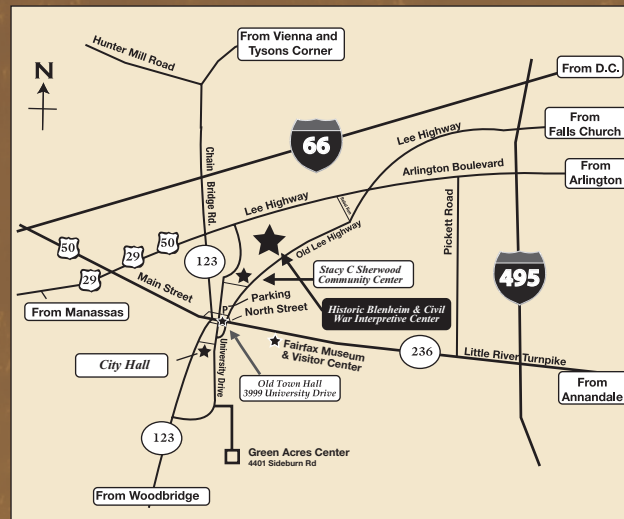 From Vienna and
Tysons Corner
Hunter Mill Road
N
From D.C.
66
From
Falls Church
Lee Highway
Arlington Boulevard
From
Arlington
Chain Bridge Rd.
Lee Highway
Pickett Road
Old Lee Highway
50
29
50
29
123
495
Main Street
Stacy C Sherwood
Community Center
From Manassas
P
Parking
North Street
Historic Blenheim & Civil
War Interpretive Center
City Hall
University Drive
Fairfax Museum
& Visitor Center
236
Little River Turnpike
Old Town Hall
3999 University Drive
From
Annandale
123
Green Acres Center
4401 Sideburn Rd
From Woodbridge